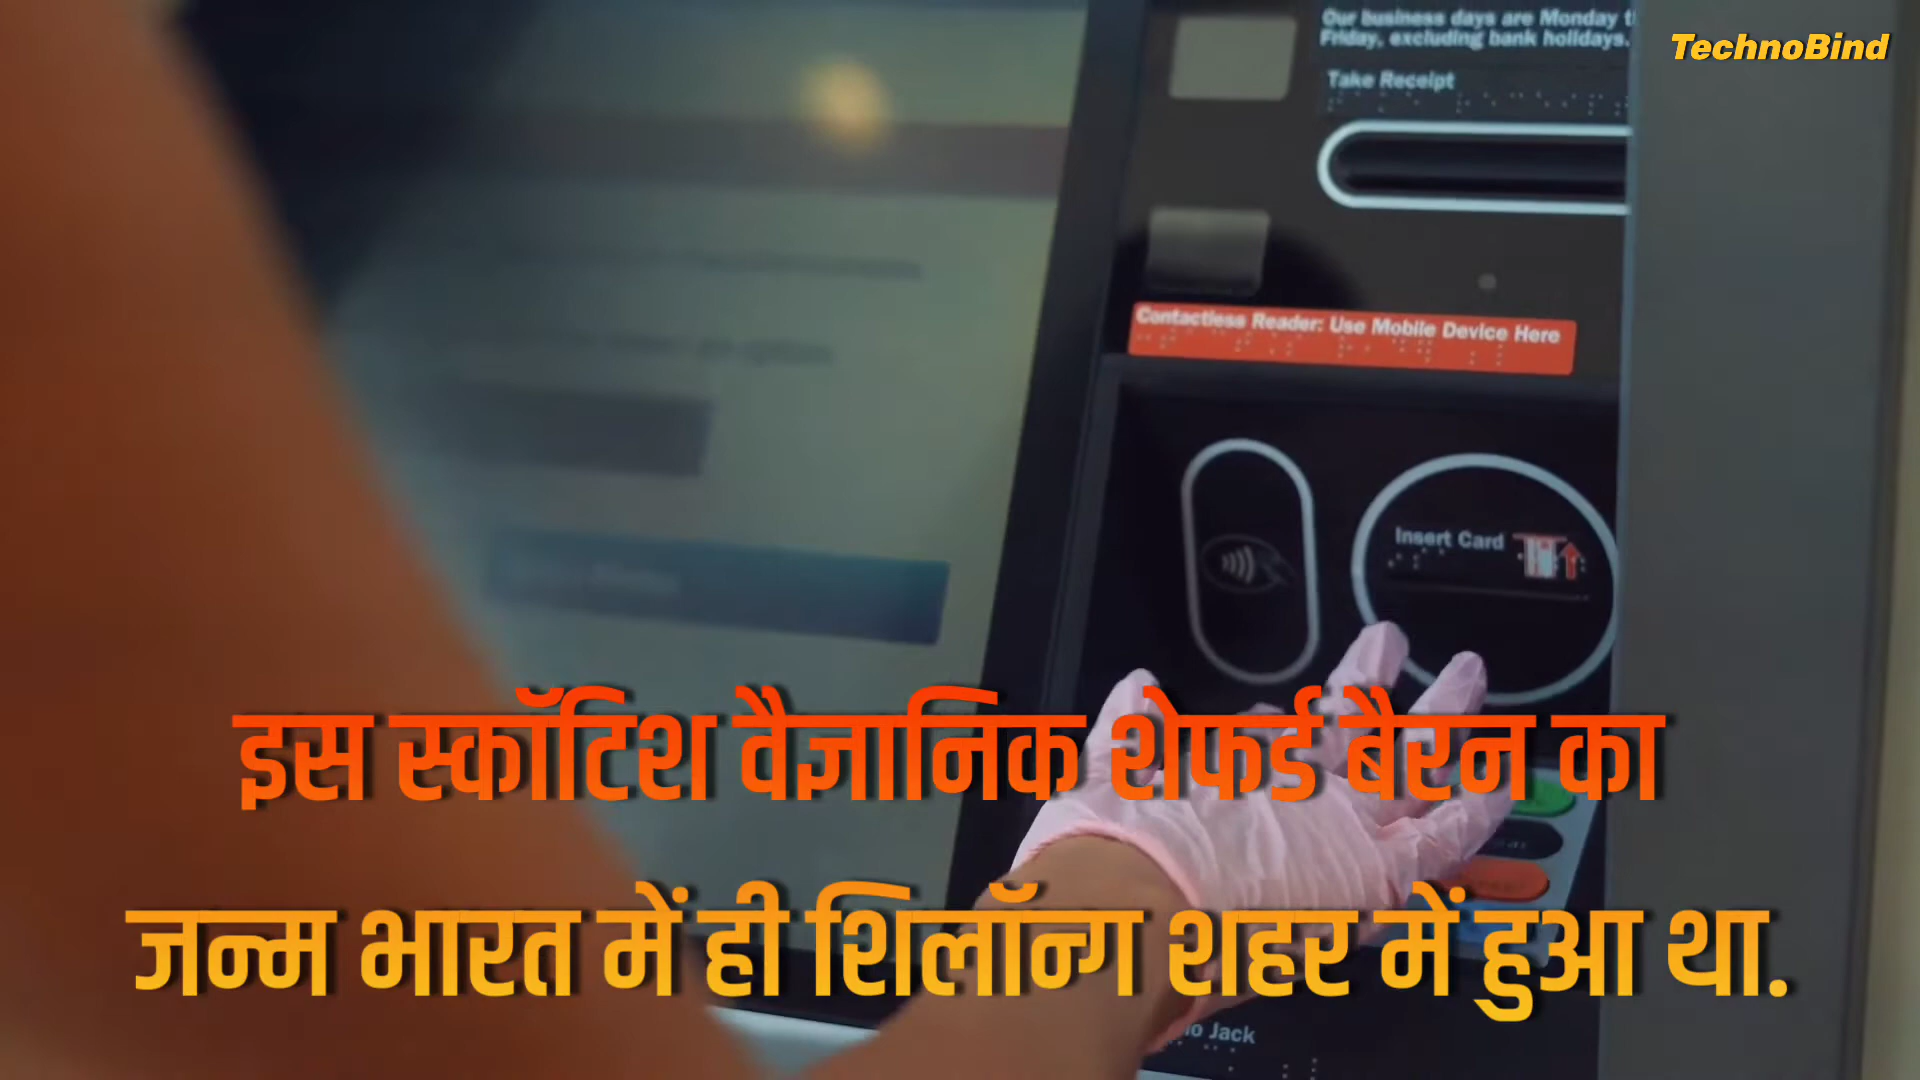 Our business days are Monday
Friday, excluding bank holidays.
TechnoBind
Take Receipt
Contactless Reader: Use Mobile Device Here
Insert Card
इस स्कॉटिश वैज्ञानिक शेफर्ड बैरन का
जन्म भारत में ही शिलॉन्ग शहर में हुआ था.
Jack